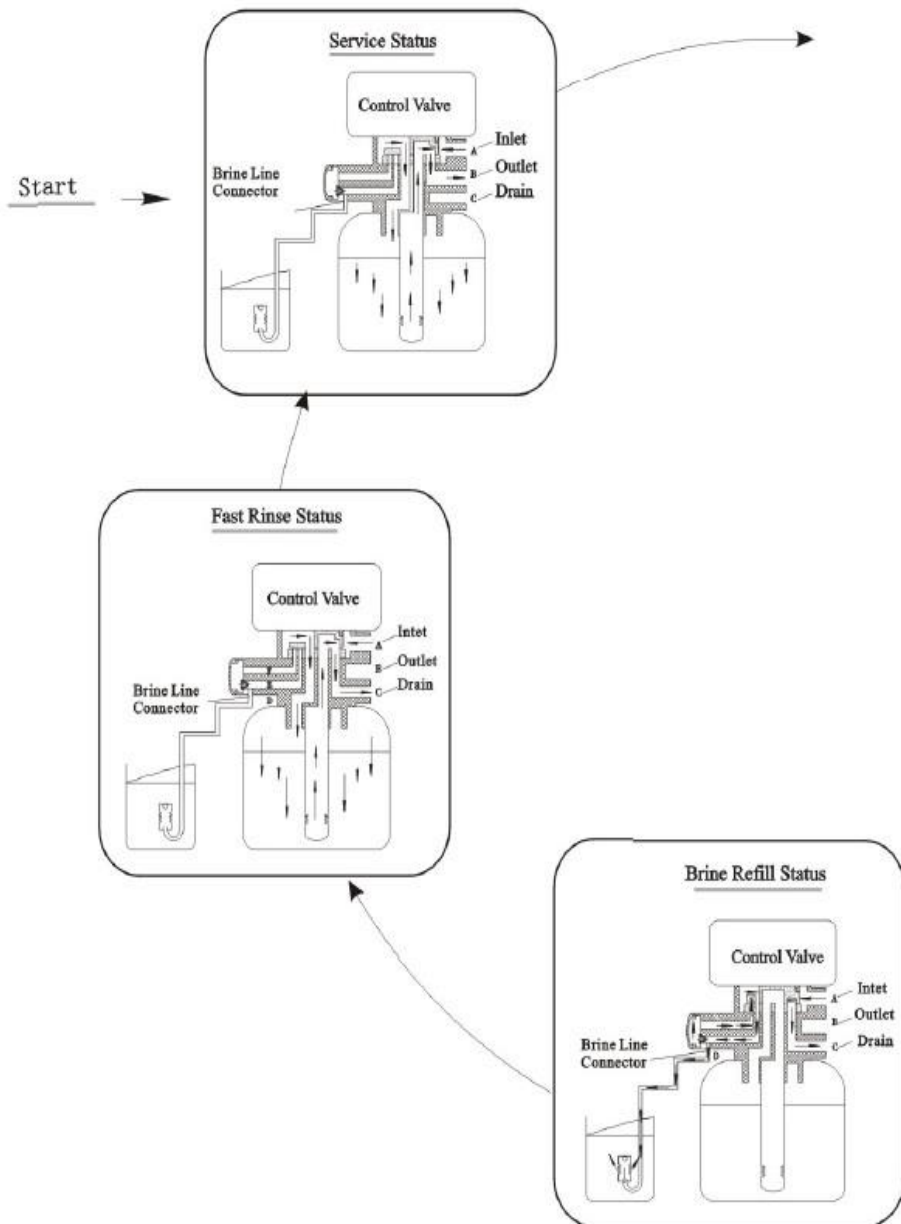 Service Status
Control Valve
A Inlet
Brine Line
Connector
B Outlet
C Drain
Start
Fast Rinse Status
Control Valve
A Intet
B Outlet
Brine Line
Connector
C Drain
D
Brine Refill Status
Control Valve
A Intet
B Outlet
Brine Line
Connector
C Drain
D